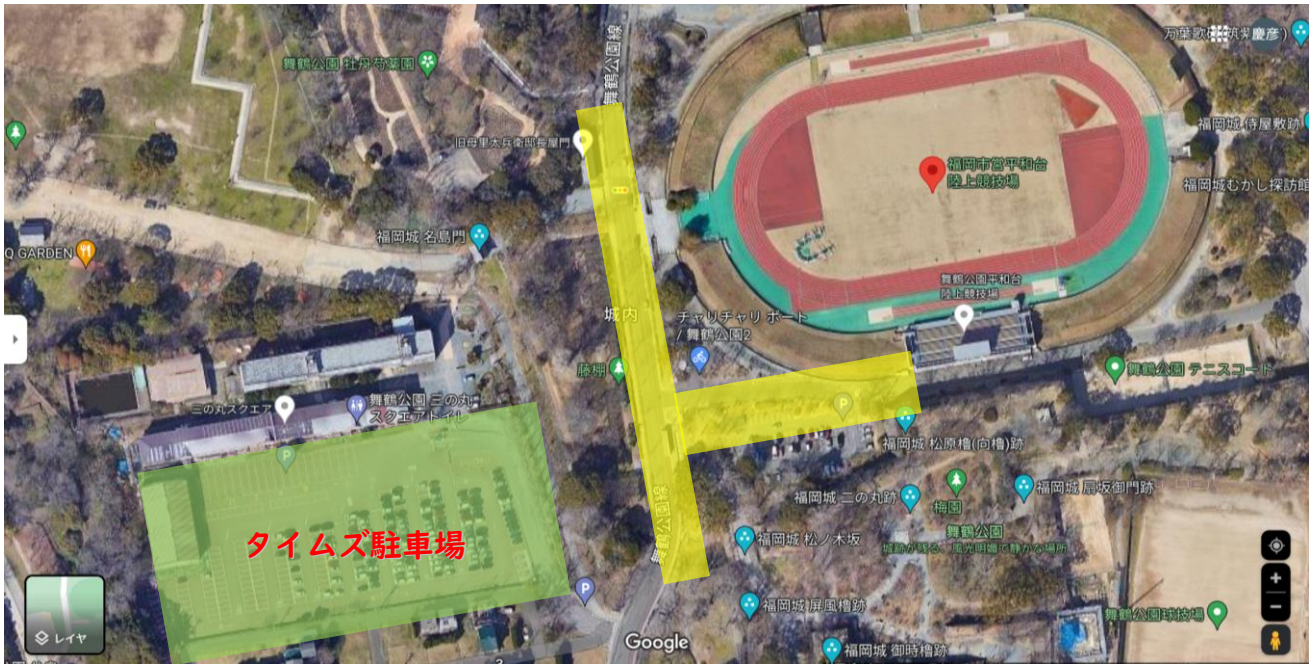 舞鶴公園線
万葉歌碑(筑紫
慶彦)
舞鶴公園 牡丹芍薬園
旧母里太兵衛邸長屋門
福岡城 侍屋敷跡
福岡市営平和台
陸上競技場
福岡城むかし探訪館
福岡城 名島門
Q GARDEN
舞鶴公園平和台
陸上競技場
城内
チャリチャリ ポート
/ 舞鶴公園2
藤棚
舞鶴公園 テニスコート
三の丸スクエア
舞鶴公園 三の丸
スクエアトイレ
P
P
福岡城 松原櫓(向櫓)跡
福岡城 二の丸跡
梅園
福岡城 扇坂御門跡
舞鶴公園線
タイムズ駐車場
福岡城 松ノ木坂
舞鶴公園
城跡が残る、風光明媚で静かな場所
P
福岡城 屏風櫓跡
舞鶴公園球技場
レイヤ
Google
福岡城 御時櫓跡